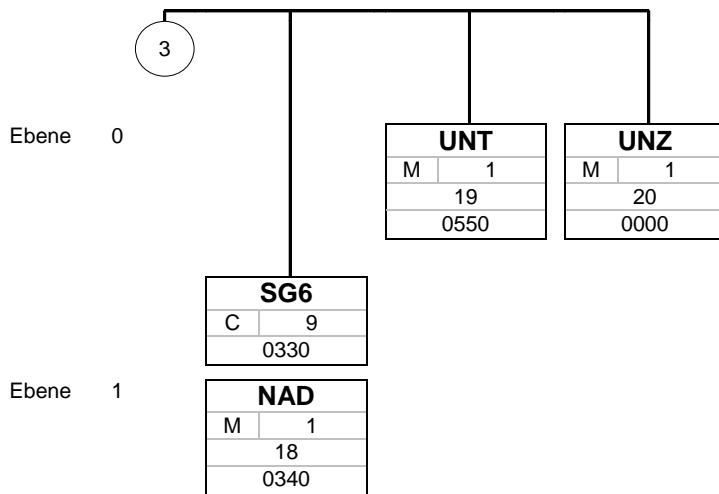 3
Ebene 0
UNT UNZ
M 1 M 1
19 20
0550 0000
SG6
C 9
0330
Ebene 1
NAD
M 1
18
0340